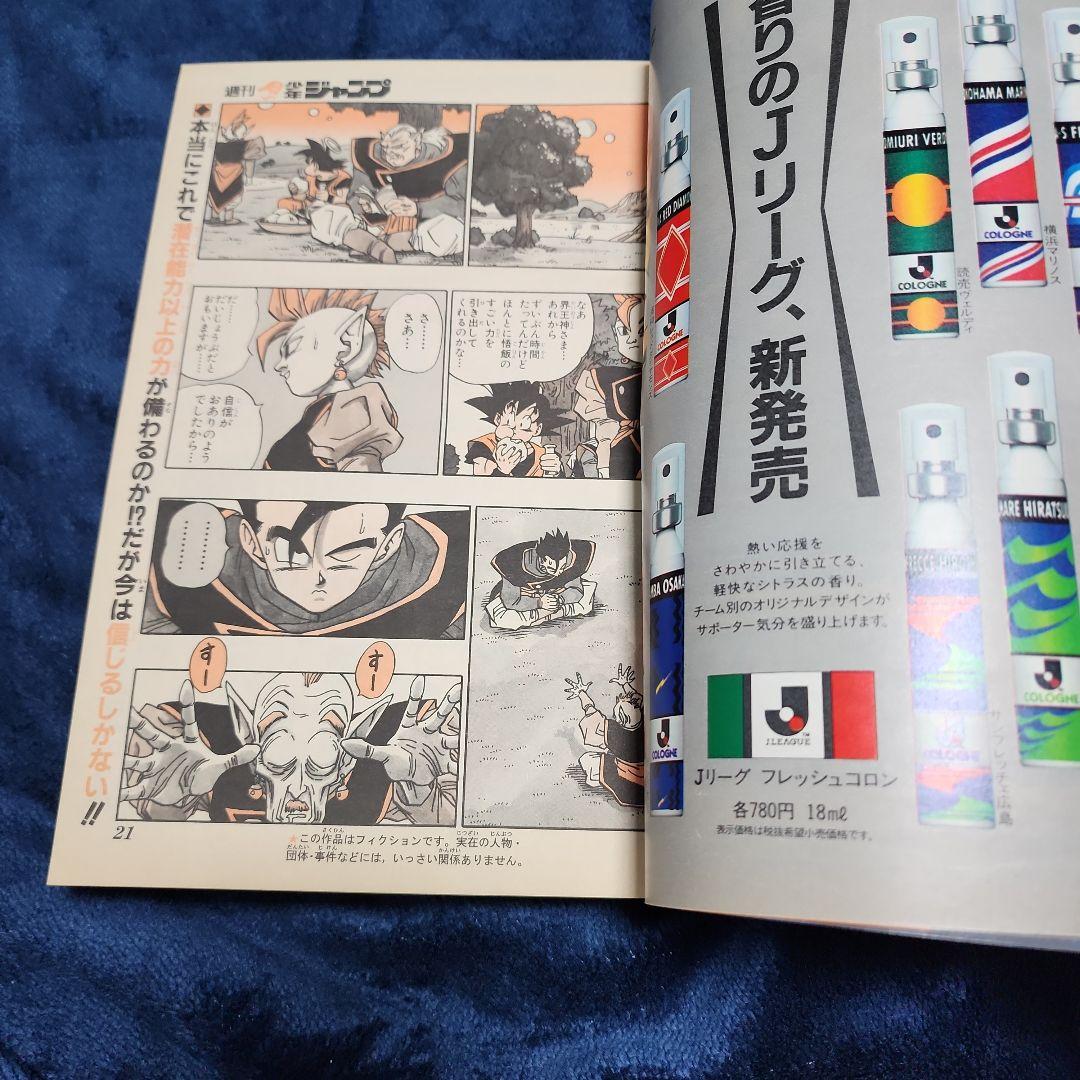 週刊少年ジャンプ
本当にこれで潜在能力以上の力が備わるのか!?だが今は信じるしかない!!
なあ
界王神さま…
あれから
ずいぶん時間
たってんだけど
ほんとに悟飯の
すごい力を
引き出して
くれるのかな…
さ……
さあ…
だ……
だいじょうぶだと
おもいますが……
自信が
おありのよう
でしたから…
………
………
すー
すー
21
★この作品はフィクションです。実在の人物・
団体・事件などには、いっさい関係ありません。
香りのJリーグ、新発売
熱い応援を
さわやかに引き立てる、
軽快なシトラスの香り。
チーム別のオリジナルデザインが
サポーター気分を盛り上げます。
J.LEAGUE
Jリーグ フレッシュコロン
各780円 18mℓ
表示価格は税抜希望小売価格です。
RED DIAMO
COLOGNE
OMIURI VERD
COLOGNE
読売ヴェルディ
OHAMA MARIN
COLOGNE
横浜マリノス
BA OSAKA
COLOGNE
COLOGNE
サンフレッチェ広島
MARE HIRATSU
COLOGNE